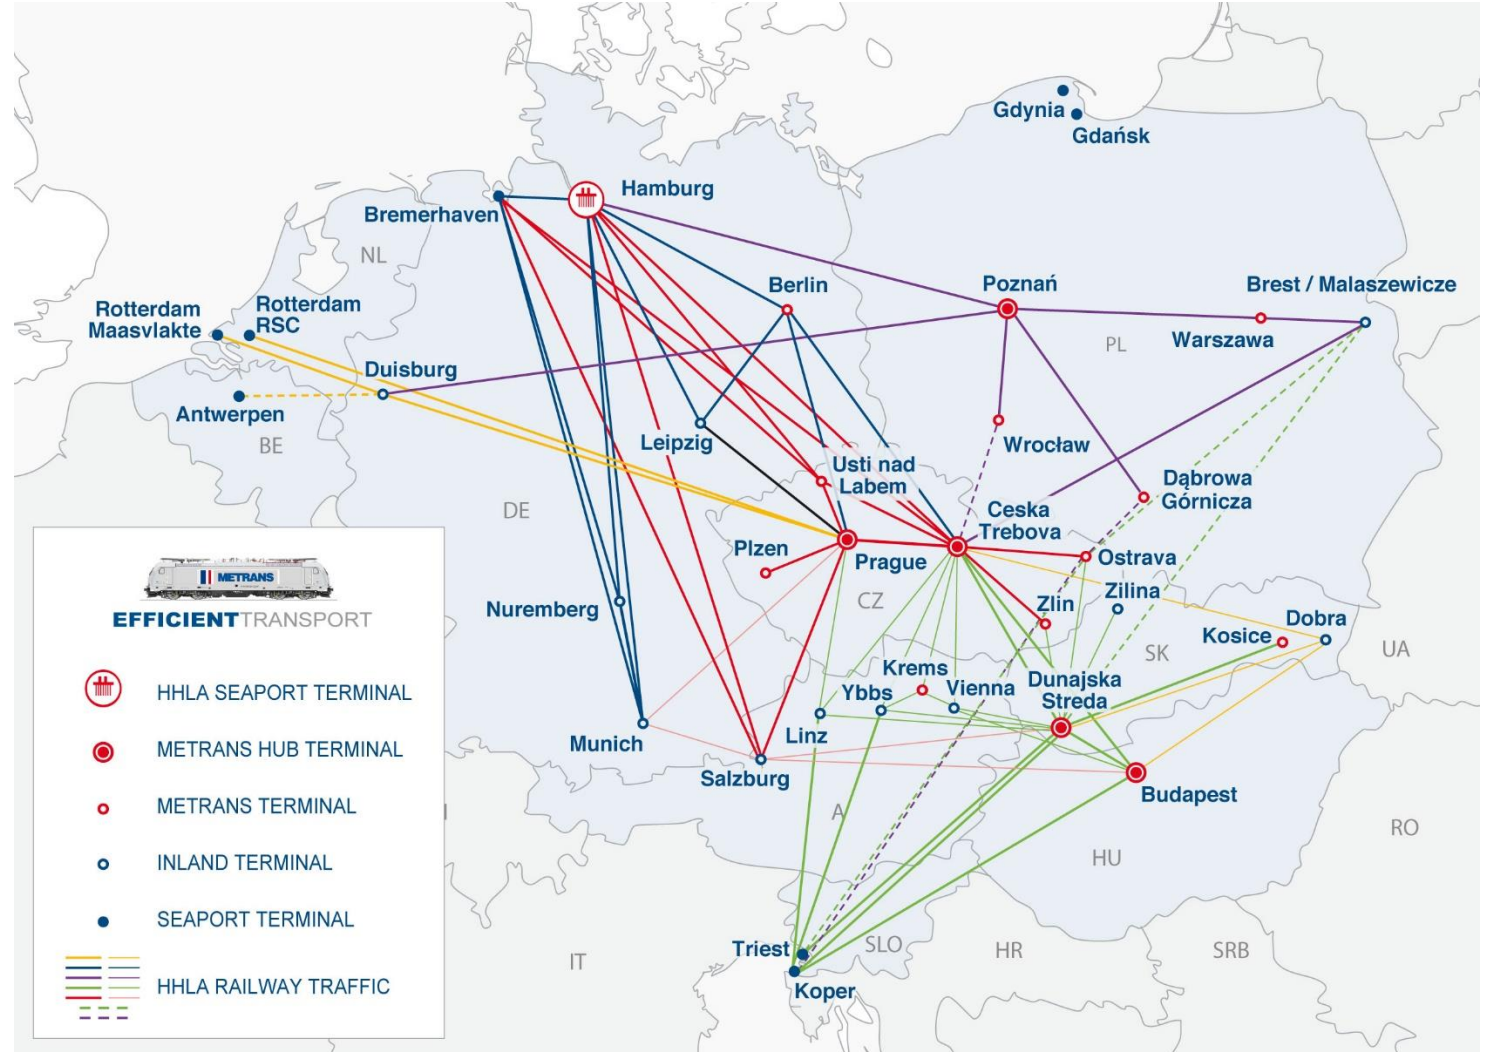 Gdynia
Gdańsk
Hamburg
Bremerhaven
NL
Berlin
Poznań
Brest / Malaszewicze
Rotterdam
Maasvlakte
Rotterdam
RSC
Warszawa
PL
Duisburg
Antwerpen
BE
Leipzig
Wrocław
Usti nad
Labem
Dąbrowa
Górnicza
DE
Ceska
Trebova
Plzen
Prague
Ostrava
CZ
Zilina
Zlin
Nuremberg
Kosice
Dobra
SK
UA
Krems
Ybbs
Vienna
Dunajska
Streda
Linz
Munich
Salzburg
Budapest
A
RO
HU
Triest
SLO
HR
SRB
IT
Koper
METRANS
EFFICIENTTRANSPORT
HHLA SEAPORT TERMINAL
METRANS HUB TERMINAL
METRANS TERMINAL
INLAND TERMINAL
SEAPORT TERMINAL
HHLA RAILWAY TRAFFIC